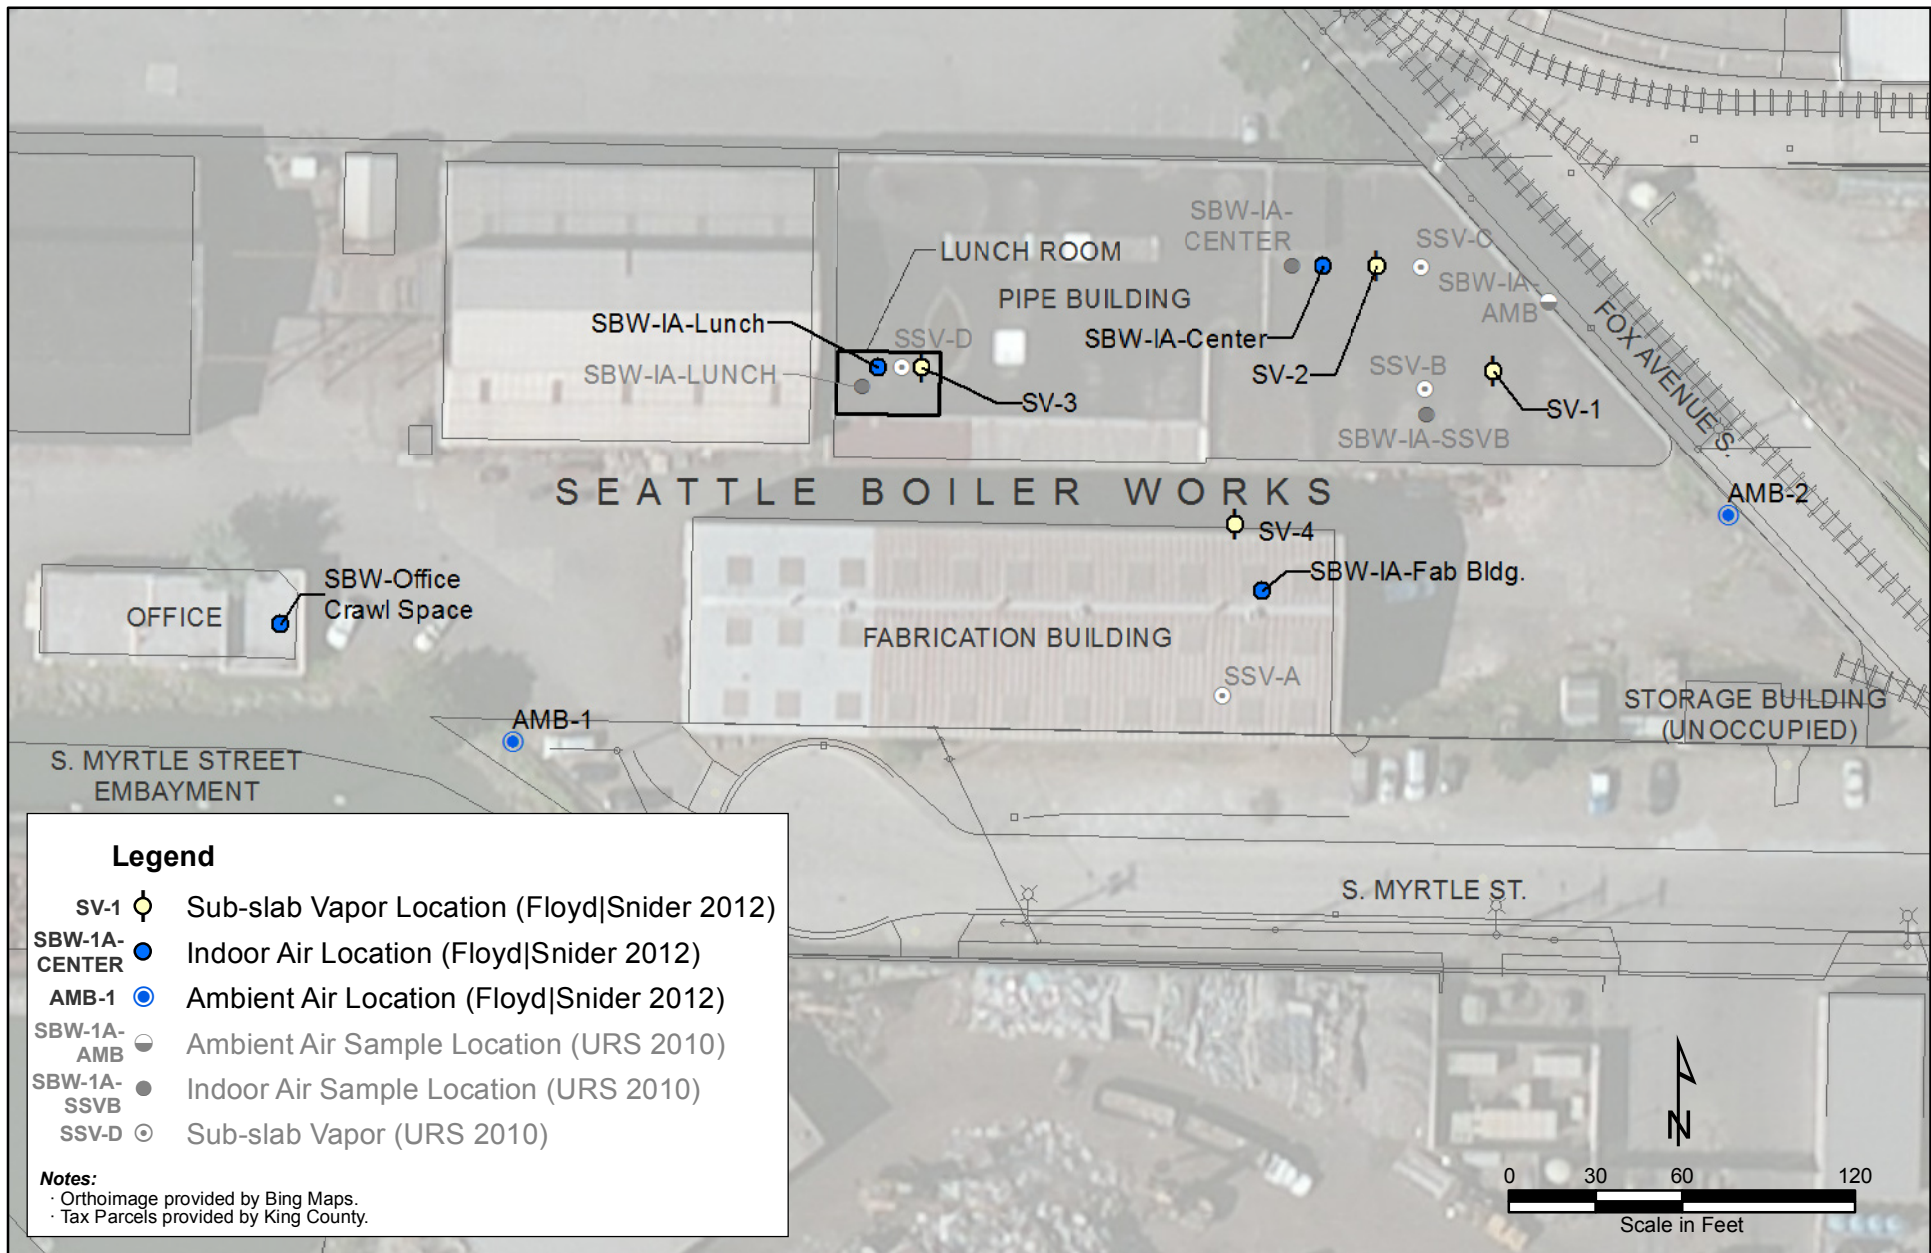 SBW-IA-
CENTER
SSV-C
LUNCH ROOM
SBW-IA-
AMB
PIPE BUILDING
FOX AVENUE S.
SBW-IA-Lunch
SSV-D
SBW-IA-Center
SBW-IA-LUNCH
SV-2
SSV-B
SV-3
SV-1
SBW-IA-SSVB
SEATTLE BOILER WORKS
AMB-2
SV-4
SBW-Office
Crawl Space
SBW-IA-Fab Bldg.
OFFICE
FABRICATION BUILDING
SSV-A
STORAGE BUILDING
(UNOCCUPIED)
AMB-1
S. MYRTLE STREET
EMBAYMENT
S. MYRTLE ST.
Legend
SV-1 Sub-slab Vapor Location (Floyd|Snider 2012)
SBW-1A-
CENTER Indoor Air Location (Floyd|Snider 2012)
AMB-1 Ambient Air Location (Floyd|Snider 2012)
SBW-1A-
AMB Ambient Air Sample Location (URS 2010)
SBW-1A-
SSVB Indoor Air Sample Location (URS 2010)
SSV-D Sub-slab Vapor (URS 2010)
Notes:
· Orthoimage provided by Bing Maps.
· Tax Parcels provided by King County.
N
0 30 60 120
Scale in Feet